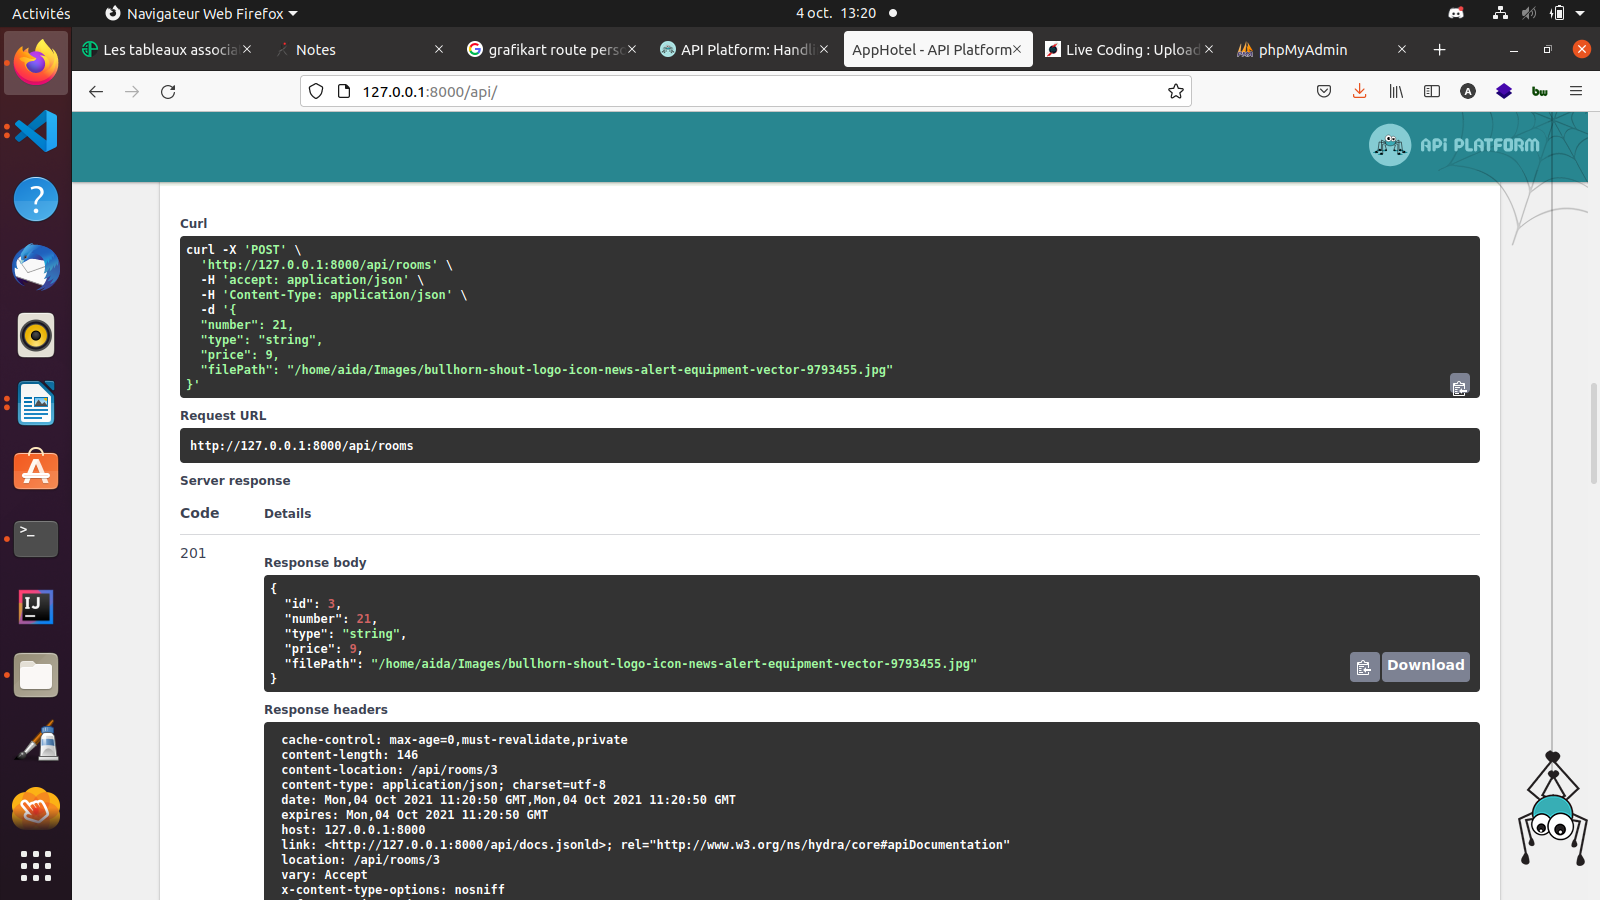 Activités
Navigateur Web Firefox
4 oct. 13:20
Les tableaux associa
Notes
grafikart route perso
API Platform: Handli
AppHotel - API Platform
Live Coding : Upload
phpMyAdmin
127.0.0.1:8000/api/
API PLATFORM
Curl
curl -X 'POST' \
'http://127.0.0.1:8000/api/rooms' \
-H 'accept: application/json' \
-H 'Content-Type: application/json' \
-d '{
"number": 21,
"type": "string",
"price": 9,
"filePath": "/home/aida/Images/bullhorn-shout-logo-icon-news-alert-equipment-vector-9793455.jpg"
}'
Request URL
http://127.0.0.1:8000/api/rooms
Server response
Code
Details
201
Response body
{
"id": 3,
"number": 21,
"type": "string",
"price": 9,
"filePath": "/home/aida/Images/bullhorn-shout-logo-icon-news-alert-equipment-vector-9793455.jpg"
}
Download
Response headers
cache-control: max-age=0,must-revalidate,private
content-length: 146
content-location: /api/rooms/3
content-type: application/json; charset=utf-8
date: Mon,04 Oct 2021 11:20:50 GMT,Mon,04 Oct 2021 11:20:50 GMT
expires: Mon,04 Oct 2021 11:20:50 GMT
host: 127.0.0.1:8000
link: <http://127.0.0.1:8000/api/docs.jsonld>; rel="http://www.w3.org/ns/hydra/core#apiDocumentation"
location: /api/rooms/3
vary: Accept
x-content-type-options: nosniff